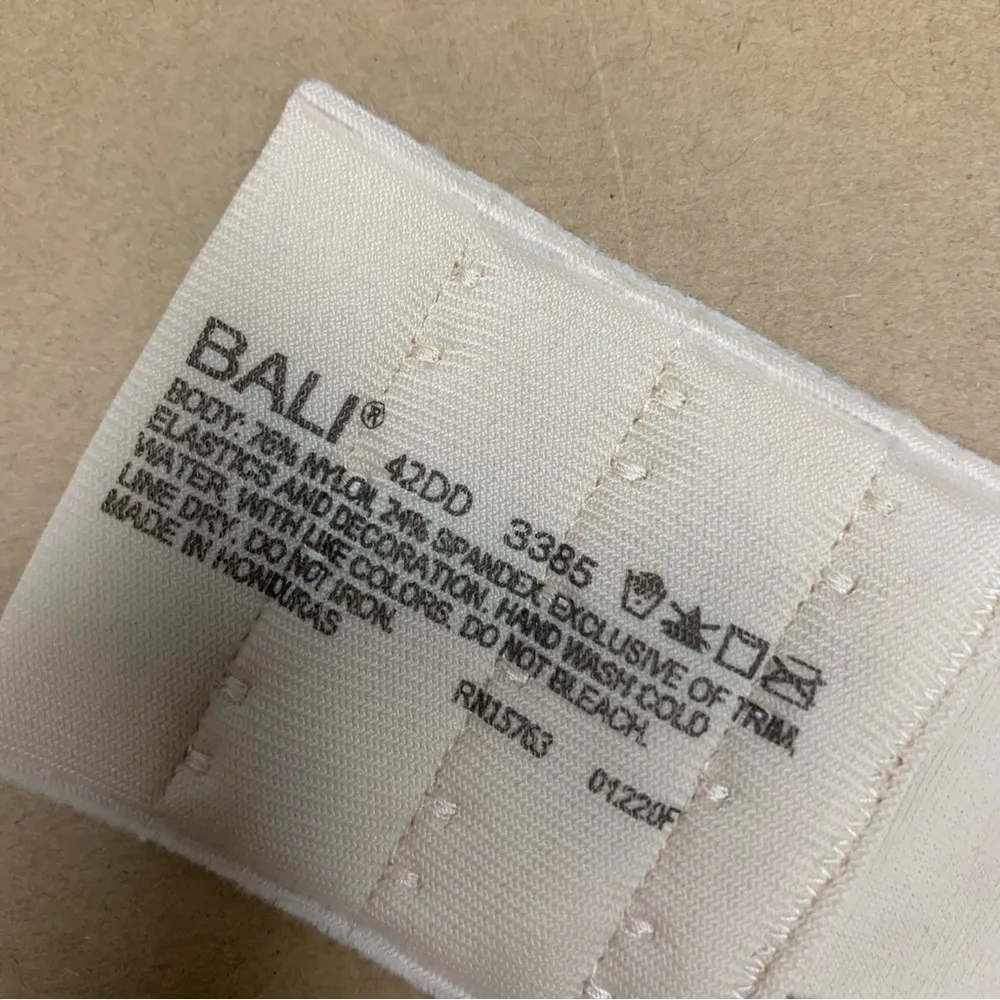 BALI® 42DD 3385
BODY: 76% NYLON, 24% SPANDEX, EXCLUSIVE OF TRIM,
ELASTICS AND DECORATION. HAND WASH COLD
WATER, WITH LIKE COLORS. DO NOT BLEACH.
LINE DRY. DO NOT IRON.
MADE IN HONDURAS
RN15763 01220F